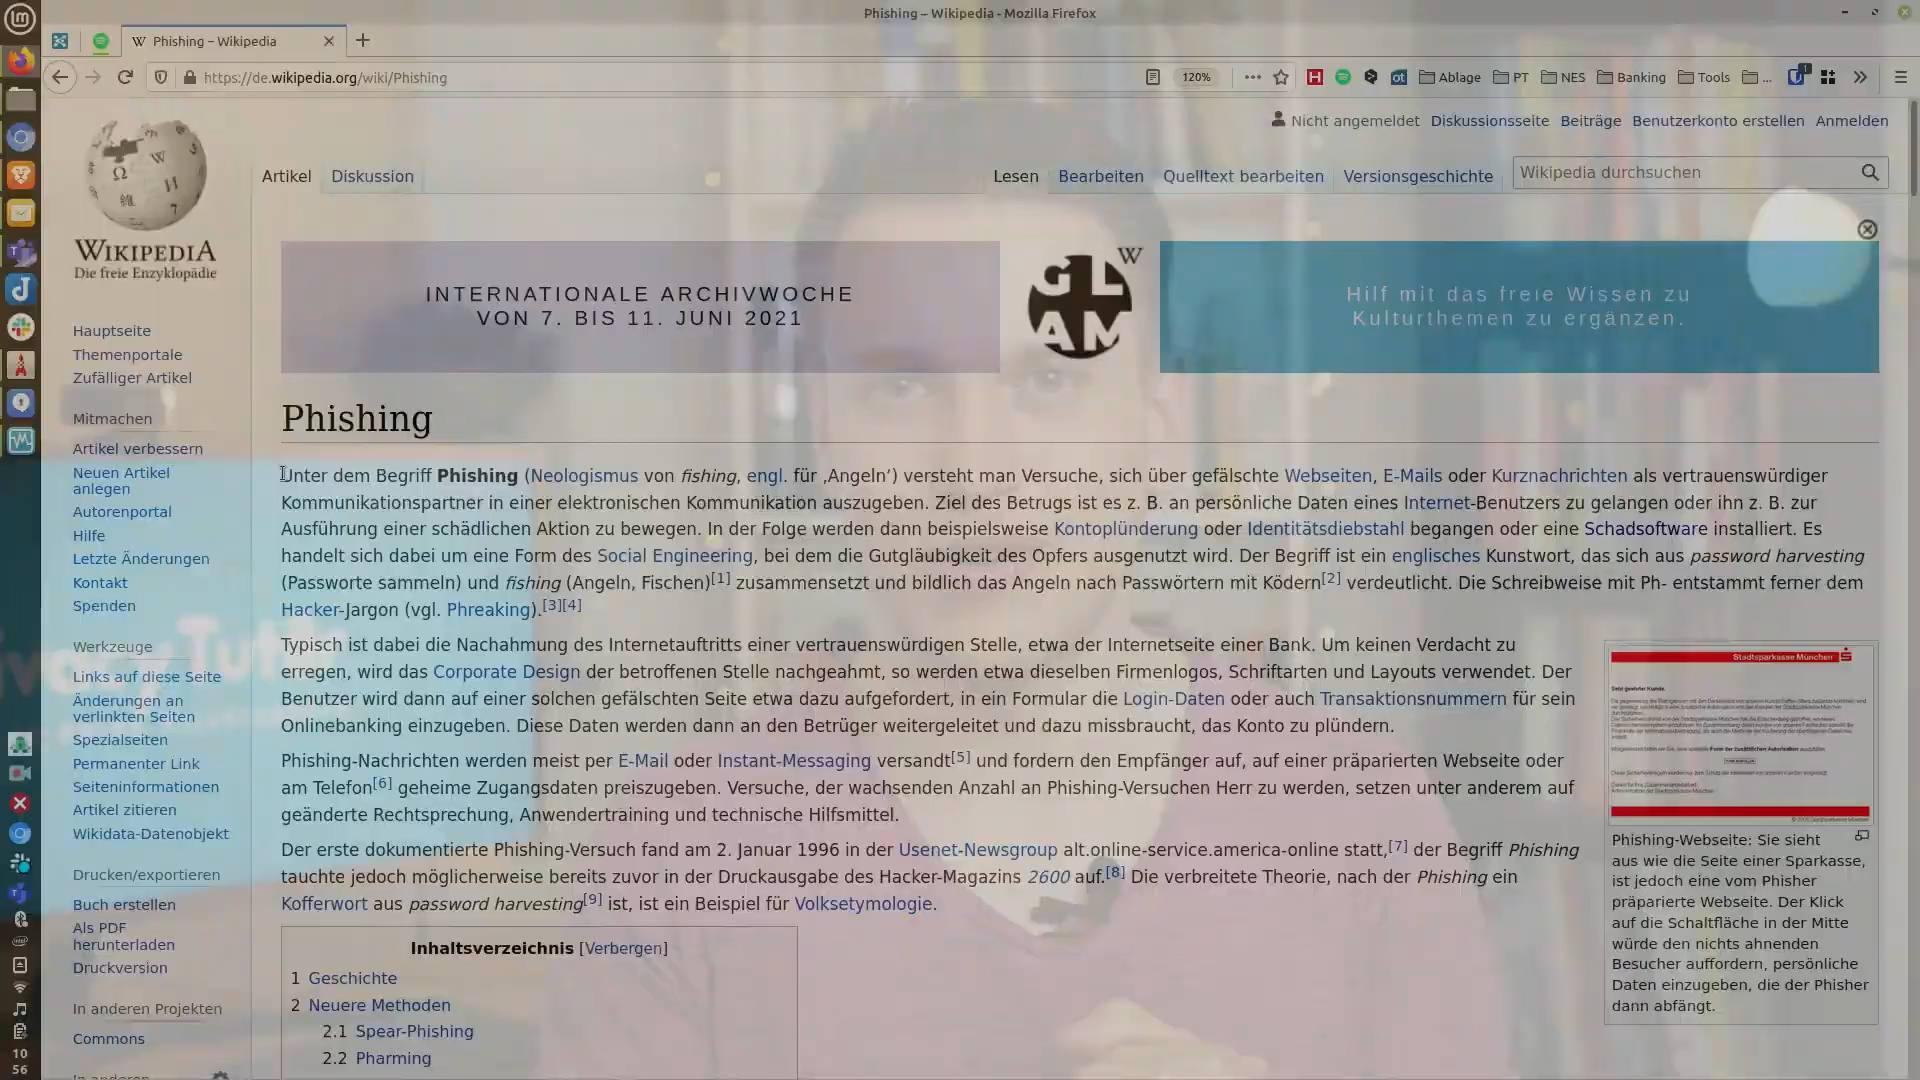 Phishing – Wikipedia - Mozilla Firefox
Phishing – Wikipedia
https://de.wikipedia.org/wiki/Phishing
120%
Ablage
PT
NES
Banking
Tools
...
Nicht angemeldet Diskussionsseite Beiträge Benutzerkonto erstellen Anmelden
Artikel Diskussion
Lesen Bearbeiten Quelltext bearbeiten Versionsgeschichte
Wikipedia durchsuchen
WIKIPEDIA
Die freie Enzyklopädie
INTERNATIONALE ARCHIVWOCHE
VON 7. BIS 11. JUNI 2021
GLAM
W
Hilf mit das freie Wissen zu
Kulturthemen zu ergänzen.
Hauptseite
Themenportale
Zufälliger Artikel
Mitmachen
Artikel verbessern
Neuen Artikel
anlegen
Autorenportal
Hilfe
Letzte Änderungen
Kontakt
Spenden
Werkzeuge
Links auf diese Seite
Änderungen an
verlinkten Seiten
Spezialseiten
Permanenter Link
Seiteninformationen
Artikel zitieren
Wikidata-Datenobjekt
Drucken/exportieren
Buch erstellen
Als PDF
herunterladen
Druckversion
In anderen Projekten
Commons
In anderen
Phishing
Unter dem Begriff Phishing (Neologismus von fishing, engl. für ‚Angeln‘) versteht man Versuche, sich über gefälschte Webseiten, E-Mails oder Kurznachrichten als vertrauenswürdiger
Kommunikationspartner in einer elektronischen Kommunikation auszugeben. Ziel des Betrugs ist es z. B. an persönliche Daten eines Internet-Benutzers zu gelangen oder ihn z. B. zur
Ausführung einer schädlichen Aktion zu bewegen. In der Folge werden dann beispielsweise Kontoplünderung oder Identitätsdiebstahl begangen oder eine Schadsoftware installiert. Es
handelt sich dabei um eine Form des Social Engineering, bei dem die Gutgläubigkeit des Opfers ausgenutzt wird. Der Begriff ist ein englisches Kunstwort, das sich aus password harvesting
(Passworte sammeln) und fishing (Angeln, Fischen)[1] zusammensetzt und bildlich das Angeln nach Passwörtern mit Ködern[2] verdeutlicht. Die Schreibweise mit Ph- entstammt ferner dem
Hacker-Jargon (vgl. Phreaking).[3][4]
Typisch ist dabei die Nachahmung des Internetauftritts einer vertrauenswürdigen Stelle, etwa der Internetseite einer Bank. Um keinen Verdacht zu
erregen, wird das Corporate Design der betroffenen Stelle nachgeahmt, so werden etwa dieselben Firmenlogos, Schriftarten und Layouts verwendet. Der
Benutzer wird dann auf einer solchen gefälschten Seite etwa dazu aufgefordert, in ein Formular die Login-Daten oder auch Transaktionsnummern für sein
Onlinebanking einzugeben. Diese Daten werden dann an den Betrüger weitergeleitet und dazu missbraucht, das Konto zu plündern.
Phishing-Nachrichten werden meist per E-Mail oder Instant-Messaging versandt[5] und fordern den Empfänger auf, auf einer präparierten Webseite oder
am Telefon[6] geheime Zugangsdaten preiszugeben. Versuche, der wachsenden Anzahl an Phishing-Versuchen Herr zu werden, setzen unter anderem auf
geänderte Rechtsprechung, Anwendertraining und technische Hilfsmittel.
Der erste dokumentierte Phishing-Versuch fand am 2. Januar 1996 in der Usenet-Newsgroup alt.online-service.america-online statt,[7] der Begriff Phishing
tauchte jedoch möglicherweise bereits zuvor in der Druckausgabe des Hacker-Magazins 2600 auf.[8] Die verbreitete Theorie, nach der Phishing ein
Kofferwort aus password harvesting[9] ist, ist ein Beispiel für Volksetymologie.
Inhaltsverzeichnis [Verbergen]
1 Geschichte
2 Neuere Methoden
2.1 Spear-Phishing
2.2 Pharming
Stadtsparkasse München
Phishing-Webseite: Sie sieht
aus wie die Seite einer Sparkasse,
ist jedoch eine vom Phisher
präparierte Webseite. Der Klick
auf die Schaltfläche in der Mitte
würde den nichts ahnenden
Besucher auffordern, persönliche
Daten einzugeben, die der Phisher
dann abfängt.
10
56